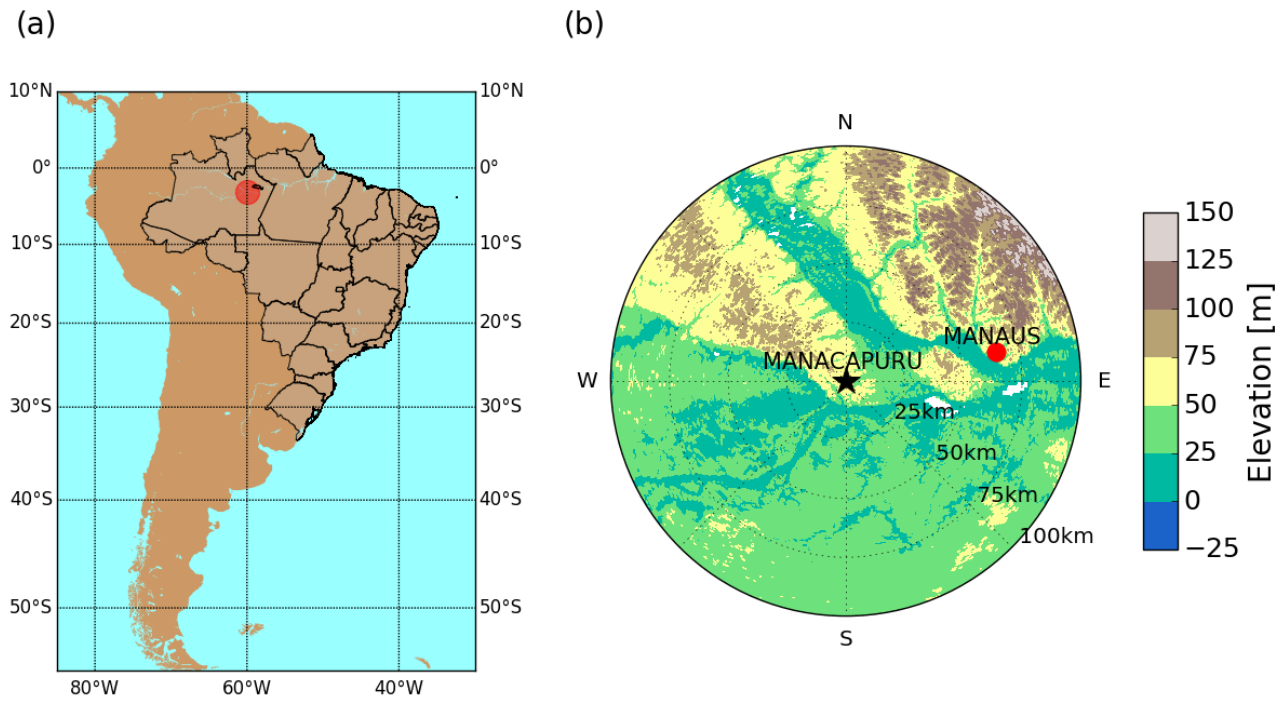 (a)
(b)
10°N
10°N
0°
0°
10°S
10°S
20°S
20°S
30°S
30°S
40°S
40°S
50°S
50°S
80°W
60°W
40°W
N
W
E
S
MANAUS
MANACAPURU
25km
50km
75km
100km
150
125
100
75
50
25
0
−25
Elevation [m]